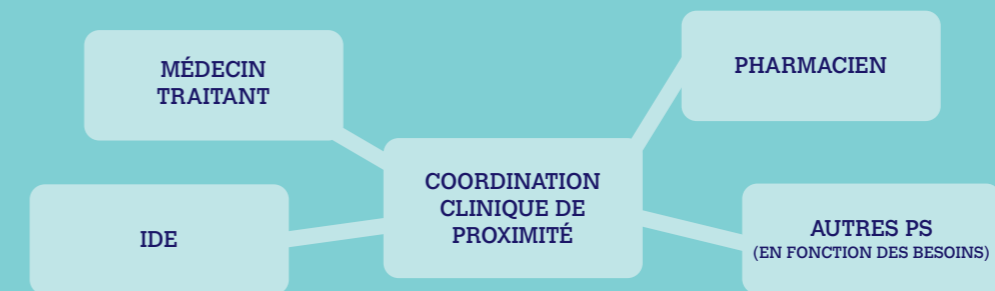 MÉDECIN
TRAITANT
PHARMACIEN
COORDINATION
CLINIQUE DE
PROXIMITÉ
IDE
AUTRES PS
(EN FONCTION DES BESOINS)